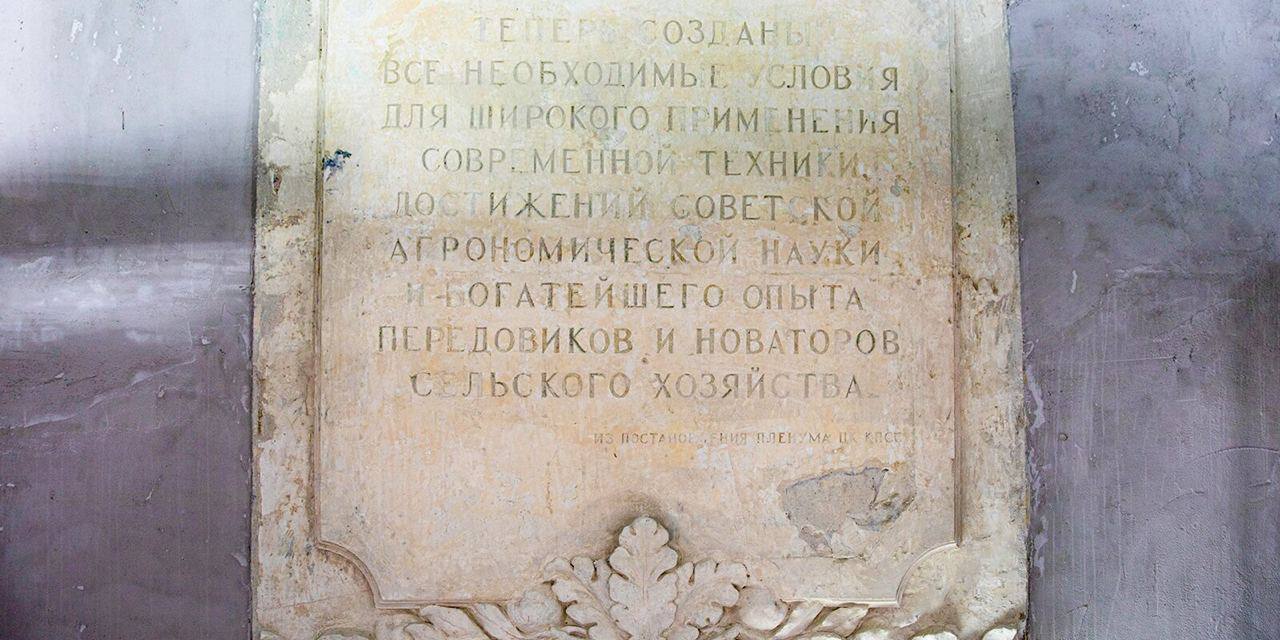 ТЕПЕРЬ СОЗДАНЫ
ВСЕ НЕОБХОДИМЫЕ УСЛОВИЯ
ДЛЯ ШИРОКОГО ПРИМЕНЕНИЯ
СОВРЕМЕННОЙ ТЕХНИКИ,
ДОСТИЖЕНИЙ СОВЕТСКОЙ
АГРОНОМИЧЕСКОЙ НАУКИ
И БОГАТЕЙШЕГО ОПЫТА
ПЕРЕДОВИКОВ И НОВАТОРОВ
СЕЛЬСКОГО ХОЗЯЙСТВА.
ИЗ ПОСТАНОВЛЕНИЯ ПЛЕНУМА ЦК КПСС